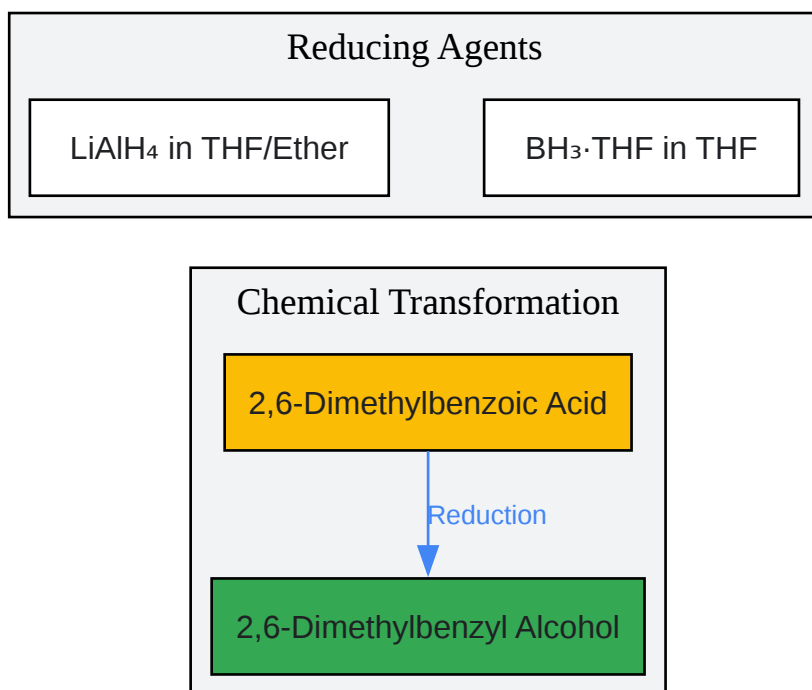 Reducing Agents
LiAlH₄ in THF/Ether
BH₃·THF in THF
Chemical Transformation
2,6-Dimethylbenzoic Acid
Reduction
2,6-Dimethylbenzyl Alcohol